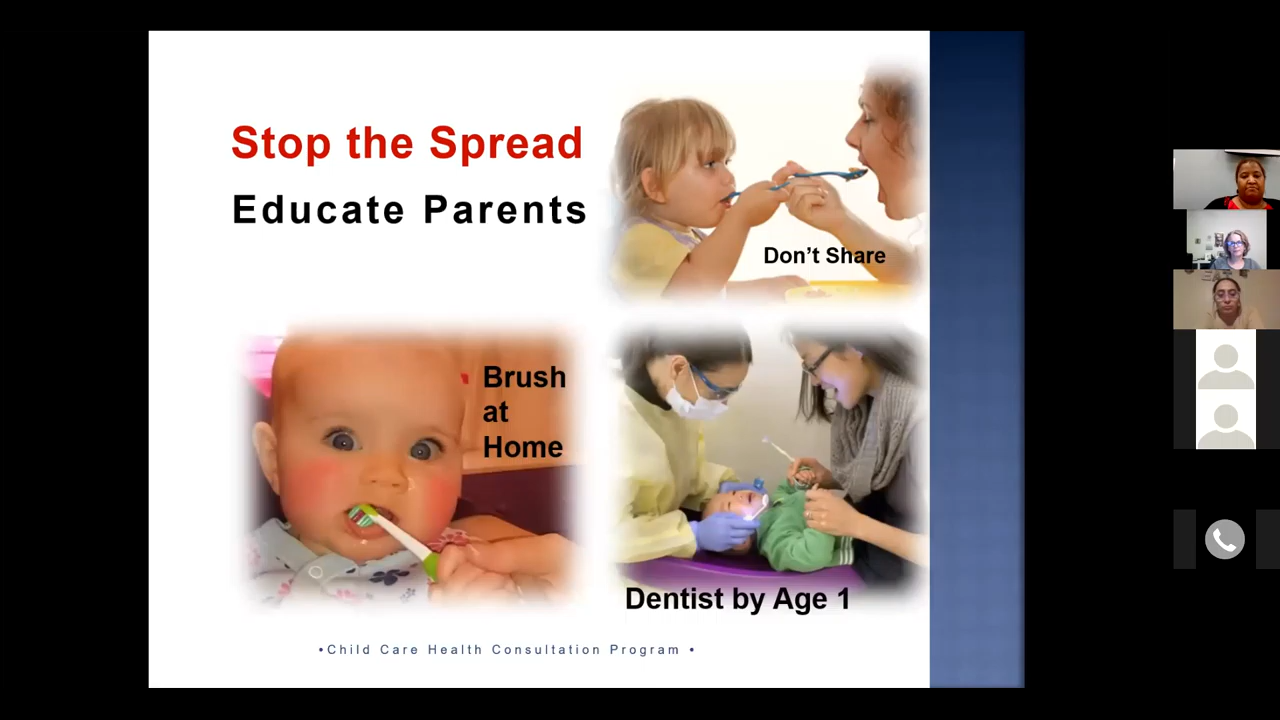 Stop the Spread
Educate Parents
Don't Share
Brush
at
Home
Dentist by Age 1
•Child Care Health Consultation Program •